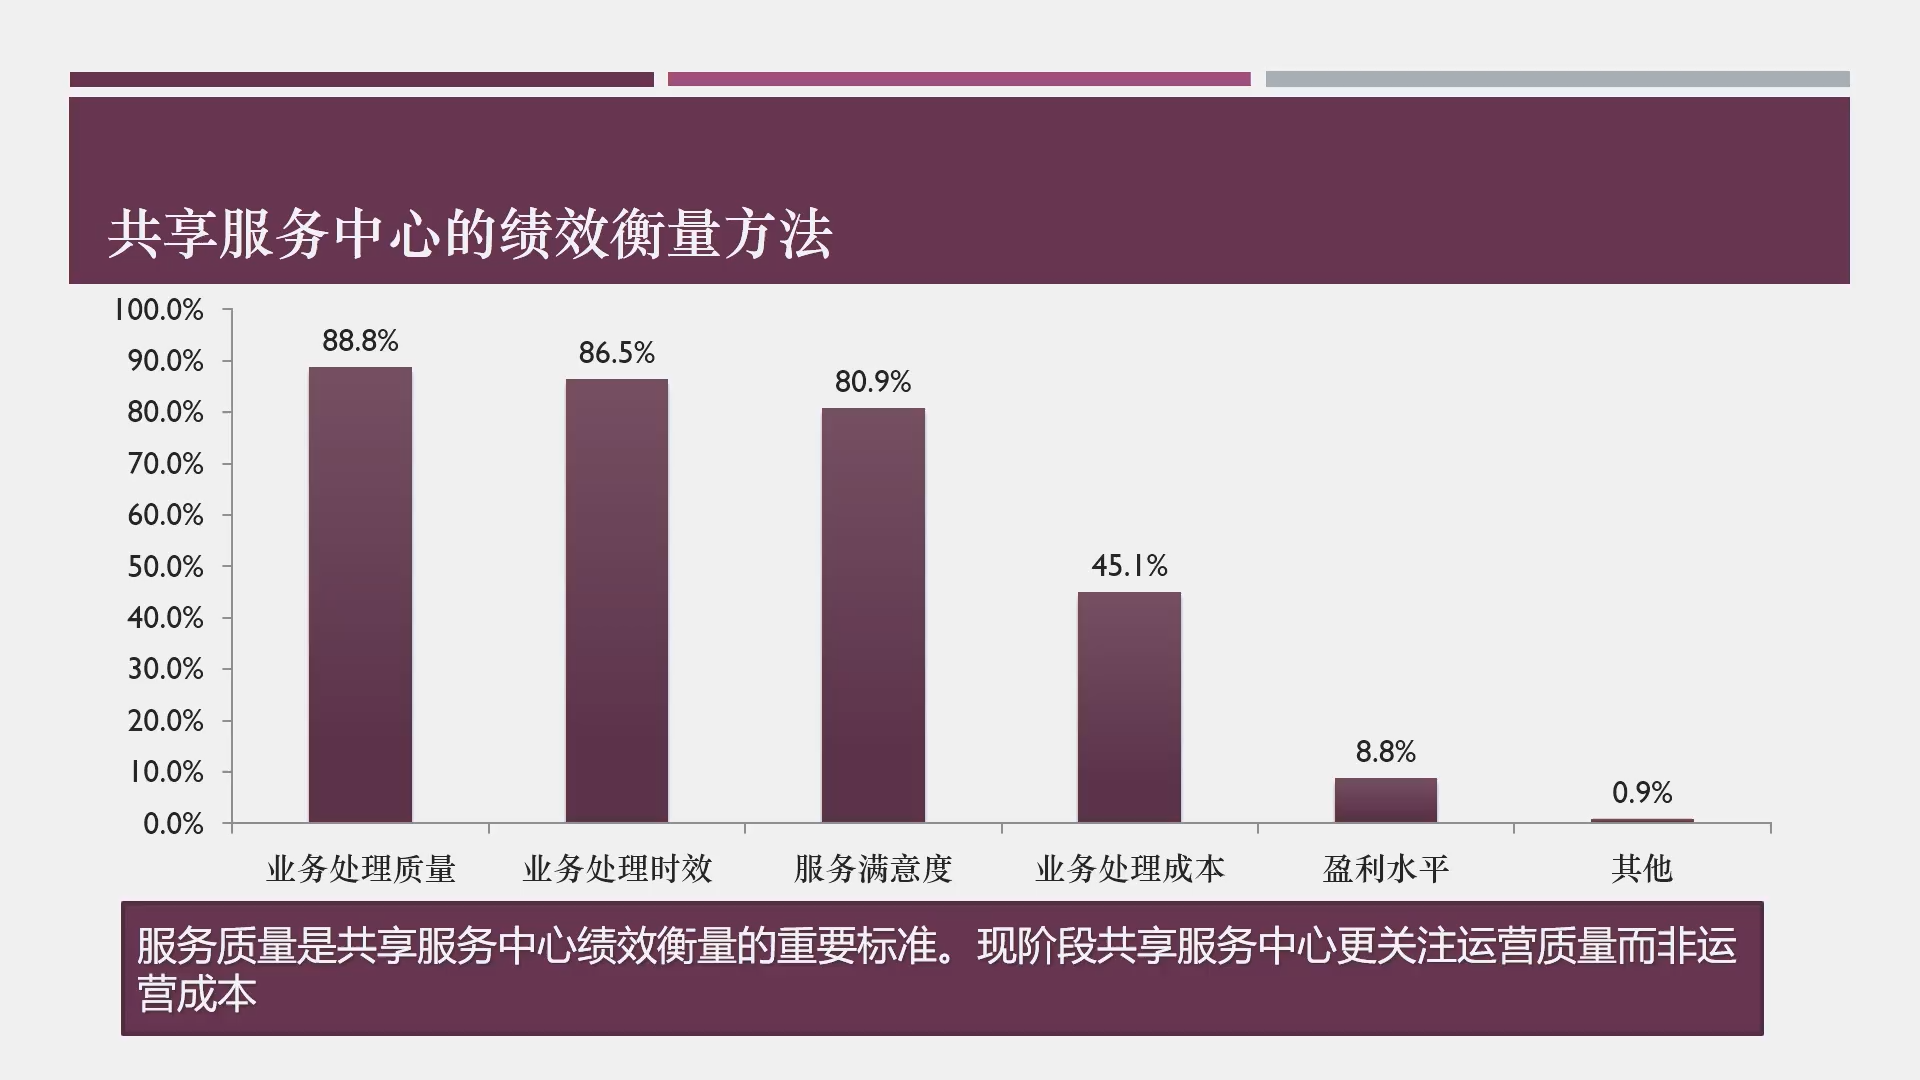 共享服务中心的绩效衡量方法
100.0%
90.0%
80.0%
70.0%
60.0%
50.0%
40.0%
30.0%
20.0%
10.0%
0.0%
88.8%
86.5%
80.9%
45.1%
8.8%
0.9%
业务处理质量
业务处理时效
服务满意度
业务处理成本
盈利水平
其他
服务质量是共享服务中心绩效衡量的重要标准。现阶段共享服务中心更关注运营质量而非运
营成本